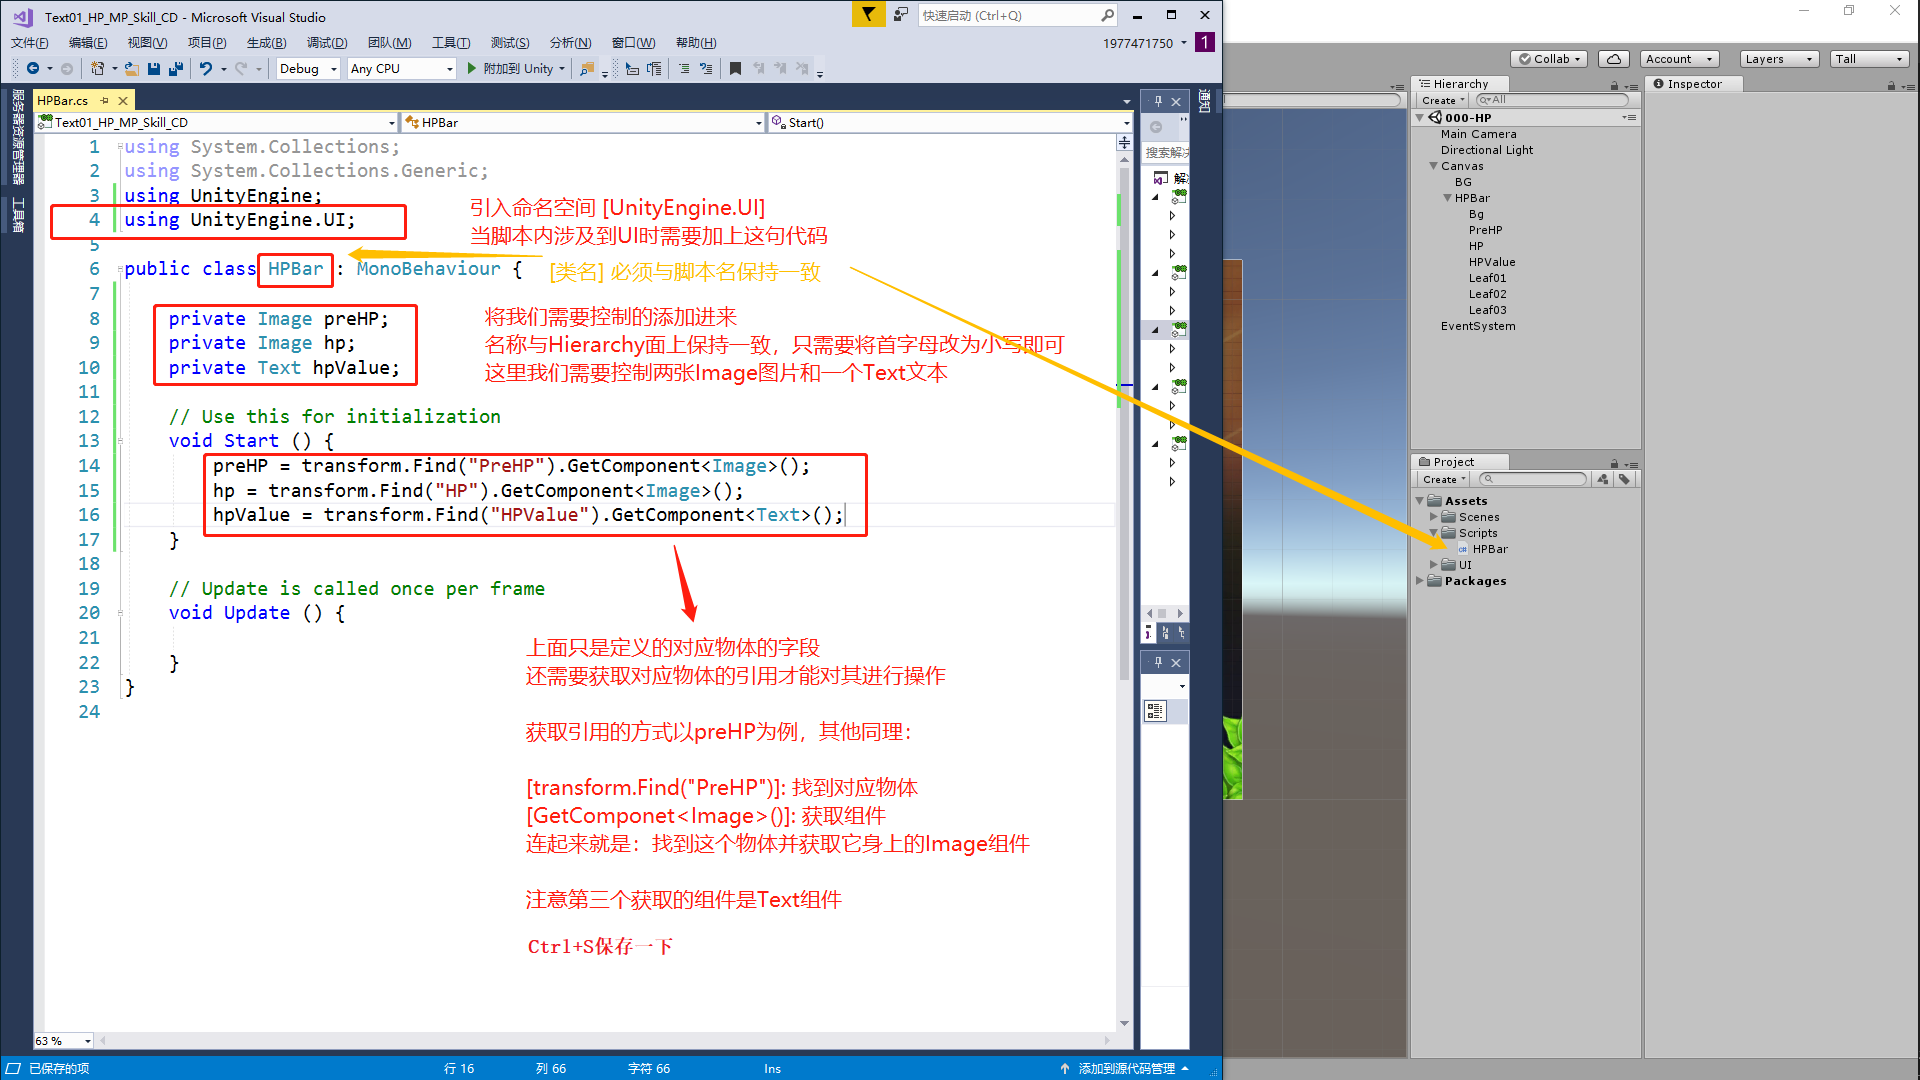 Text01_HP_MP_Skill_CD - Microsoft Visual Studio
快速启动 (Ctrl+Q)
文件(F) 编辑(E) 视图(V) 项目(P) 生成(B) 调试(D) 团队(M) 工具(T) 测试(S) 分析(N) 窗口(W) 帮助(H)
1977471750
1
Debug Any CPU 附加到 Unity
服务器资源管理器
工具箱
HPBar.cs
Text01_HP_MP_Skill_CD HPBar Start()
通知
搜索解决
解决
1 using System.Collections;
2 using System.Collections.Generic;
3 using UnityEngine;
4 using UnityEngine.UI;
5
6 public class HPBar : MonoBehaviour {
7
8 private Image preHP;
9 private Image hp;
10 private Text hpValue;
11
12 // Use this for initialization
13 void Start () {
14 preHP = transform.Find("PreHP").GetComponent<Image>();
15 hp = transform.Find("HP").GetComponent<Image>();
16 hpValue = transform.Find("HPValue").GetComponent<Text>();
17 }
18
19 // Update is called once per frame
20 void Update () {
21
22 }
23 }
24
引入命名空间 [UnityEngine.UI]
当脚本内涉及到UI时需要加上这句代码
[类名] 必须与脚本名保持一致
将我们需要控制的添加进来
名称与Hierarchy面上保持一致，只需要将首字母改为小写即可
这里我们需要控制两张Image图片和一个Text文本
上面只是定义的对应物体的字段
还需要获取对应物体的引用才能对其进行操作
获取引用的方式以preHP为例，其他同理：
[transform.Find("PreHP")]: 找到对应物体
[GetComponet<Image>()]: 获取组件
连起来就是：找到这个物体并获取它身上的Image组件
注意第三个获取的组件是Text组件
Ctrl+S保存一下
63 %
已保存的项 行 16 列 66 字符 66 Ins 添加到源代码管理
Collab Account Layers Tall
Hierarchy
Create All
000-HP
Main Camera
Directional Light
Canvas
BG
HPBar
Bg
PreHP
HP
HPValue
Leaf01
Leaf02
Leaf03
EventSystem
Project
Create
Assets
Scenes
Scripts
HPBar
UI
Packages
Inspector